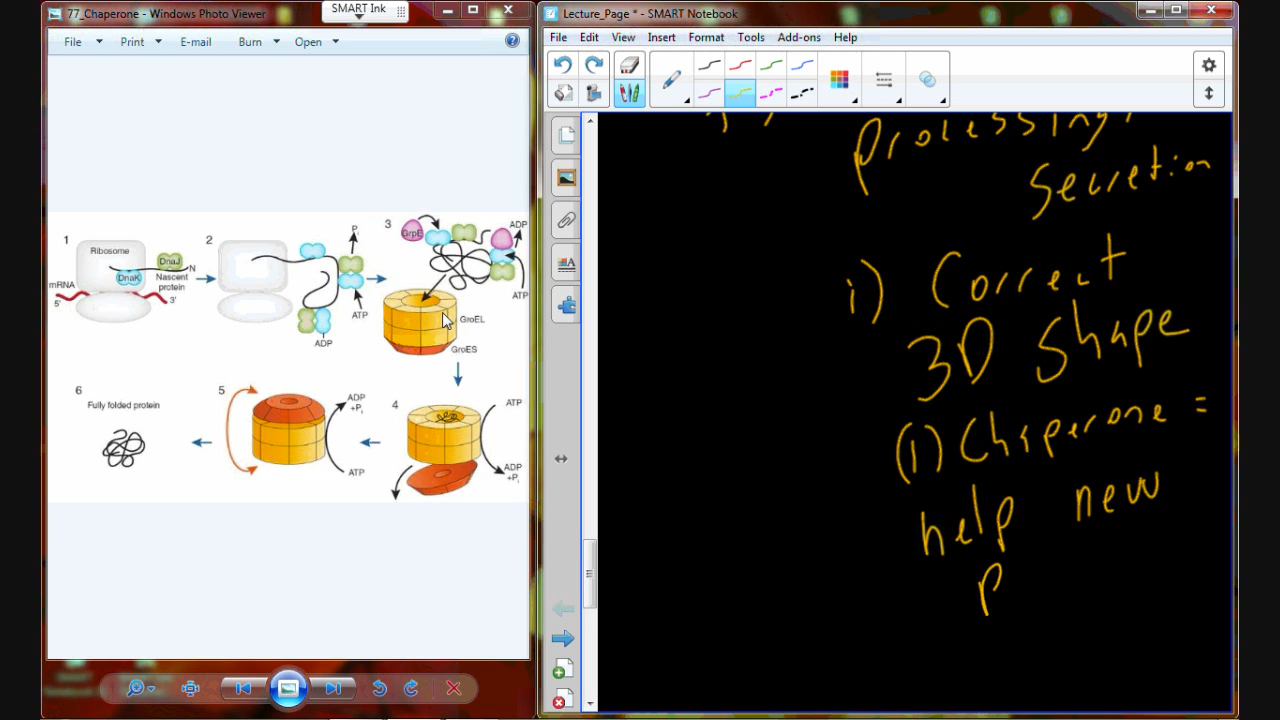 77_Chaperone - Windows Photo Viewer
SMART Ink
File Print E-mail Burn Open
1
Ribosome
DnaJ
DnaK
N
Nascent
protein
mRNA
5'
3'
2
Pi
ATP
ADP
3
GrpE
ADP
ATP
GroEL
GroES
6
Fully folded protein
5
ADP
+Pi
ATP
4
ATP
ADP
+Pi
Lecture_Page * - SMART Notebook
File Edit View Insert Format Tools Add-ons Help
Processing,
Secretion
i) Correct
3D Shape
(1) Chaperone =
help new
P